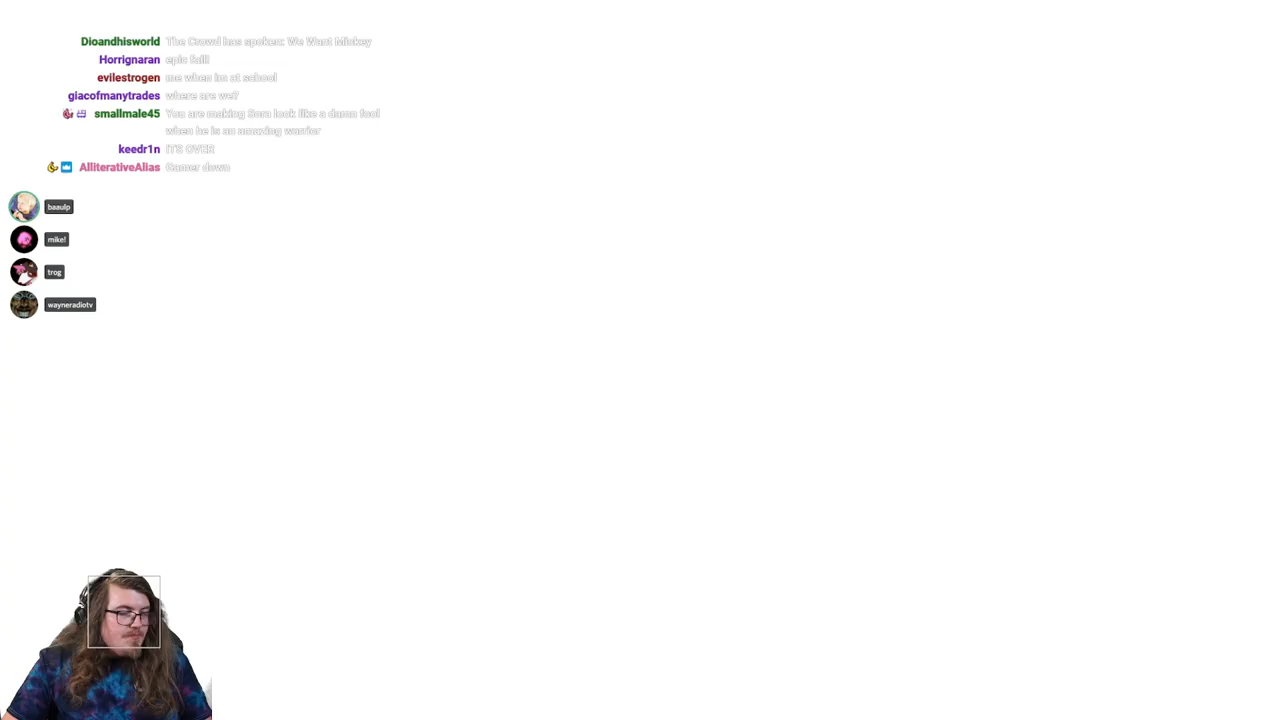 Dioandhisworld The Crowd has spoken: We Want Mickey
Horrignaran epic fail!
evilestrogen me when im at school
giacofmanytrades where are we?
smallmale45 You are making Sora look like a damn fool
when he is an amazing warrior
keedr1n ITS OVER
AlliterativeAlias Gamer down
baaulp
mike!
trog
wayneradiotv